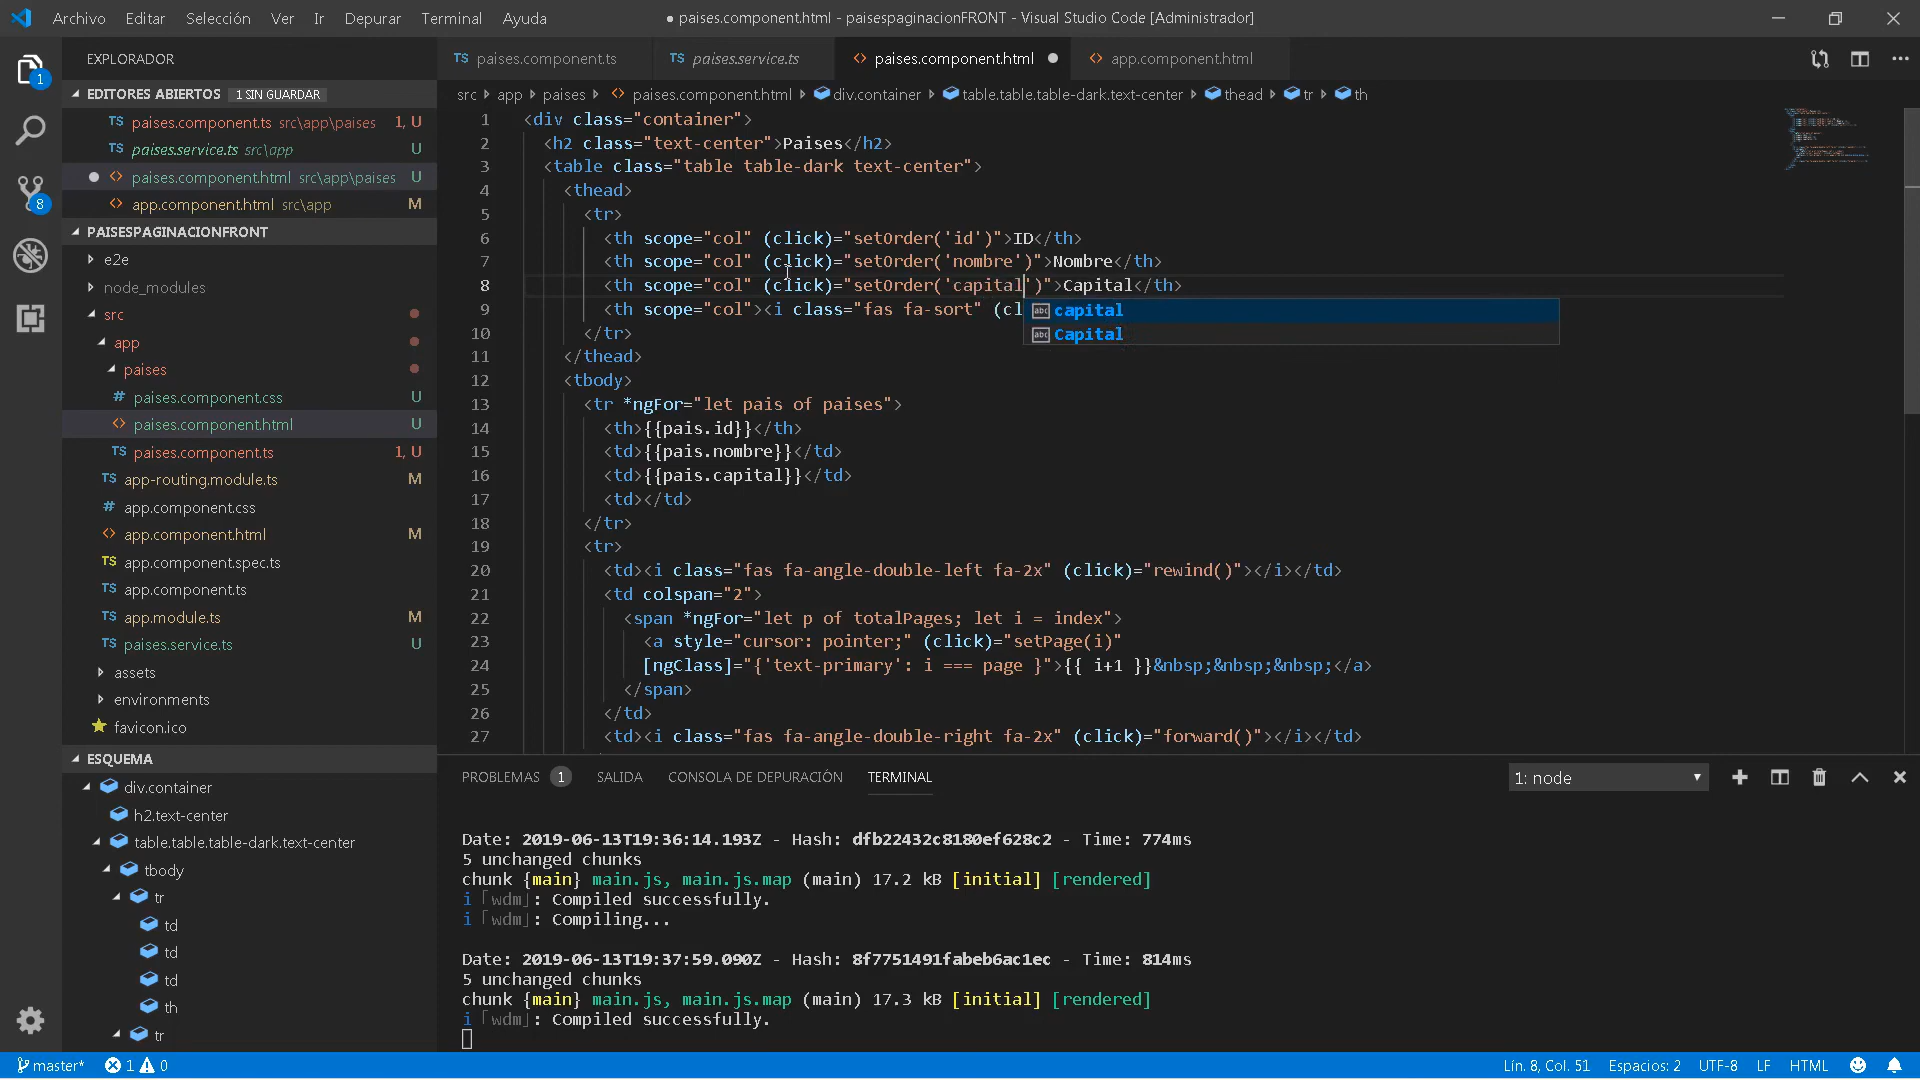 Archivo Editar Selección Ver Ir Depurar Terminal Ayuda
● paises.component.html - paisespaginacionFRONT - Visual Studio Code [Administrador]
EXPLORADOR
EDITORES ABIERTOS 1 SIN GUARDAR
TS paises.component.ts src\app\paises 1, U
TS paises.service.ts src\app U
paises.component.html src\app\paises U
app.component.html src\app M
PAISESPAGINACIONFRONT
e2e
node_modules
src
app
paises
# paises.component.css U
<> paises.component.html U
TS paises.component.ts 1, U
TS app-routing.module.ts M
# app.component.css
<> app.component.html M
TS app.component.spec.ts
TS app.component.ts
TS app.module.ts M
TS paises.service.ts U
assets
environments
favicon.ico
ESQUEMA
div.container
h2.text-center
table.table.table-dark.text-center
tbody
tr
td
td
td
th
tr
1
8
TS paises.component.ts
TS paises.service.ts
<> paises.component.html
<> app.component.html
src app paises <> paises.component.html div.container table.table.table-dark.text-center thead tr th
1 <div class="container">
2 <h2 class="text-center">Paises</h2>
3 <table class="table table-dark text-center">
4 <thead>
5 <tr>
6 <th scope="col" (click)="setOrder('id')">ID</th>
7 <th scope="col" (click)="setOrder('nombre')">Nombre</th>
8 <th scope="col" (click)="setOrder('capital')">Capital</th>
9 <th scope="col"><i class="fas fa-sort" (cl
abc capital
abc Capital
10 </tr>
11 </thead>
12 <tbody>
13 <tr *ngFor="let pais of paises">
14 <th>{{pais.id}}</th>
15 <td>{{pais.nombre}}</td>
16 <td>{{pais.capital}}</td>
17 <td></td>
18 </tr>
19 <tr>
20 <td><i class="fas fa-angle-double-left fa-2x" (click)="rewind()"></i></td>
21 <td colspan="2">
22 <span *ngFor="let p of totalPages; let i = index">
23 <a style="cursor: pointer;" (click)="setPage(i)"
24 [ngClass]="{'text-primary': i === page }">{{ i+1 }}&nbsp;&nbsp;&nbsp;</a>
25 </span>
26 </td>
27 <td><i class="fas fa-angle-double-right fa-2x" (click)="forward()"></i></td>
PROBLEMAS 1 SALIDA CONSOLA DE DEPURACIÓN TERMINAL 1: node
Date: 2019-06-13T19:36:14.193Z - Hash: dfb22432c8180ef628c2 - Time: 774ms
5 unchanged chunks
chunk {main} main.js, main.js.map (main) 17.2 kB [initial] [rendered]
i ｢wdm｣: Compiled successfully.
i ｢wdm｣: Compiling...
Date: 2019-06-13T19:37:59.090Z - Hash: 8f7751491fabeb6ac1ec - Time: 814ms
5 unchanged chunks
chunk {main} main.js, main.js.map (main) 17.3 kB [initial] [rendered]
i ｢wdm｣: Compiled successfully.
master* 1 0 Lín. 8, Col. 51 Espacios: 2 UTF-8 LF HTML